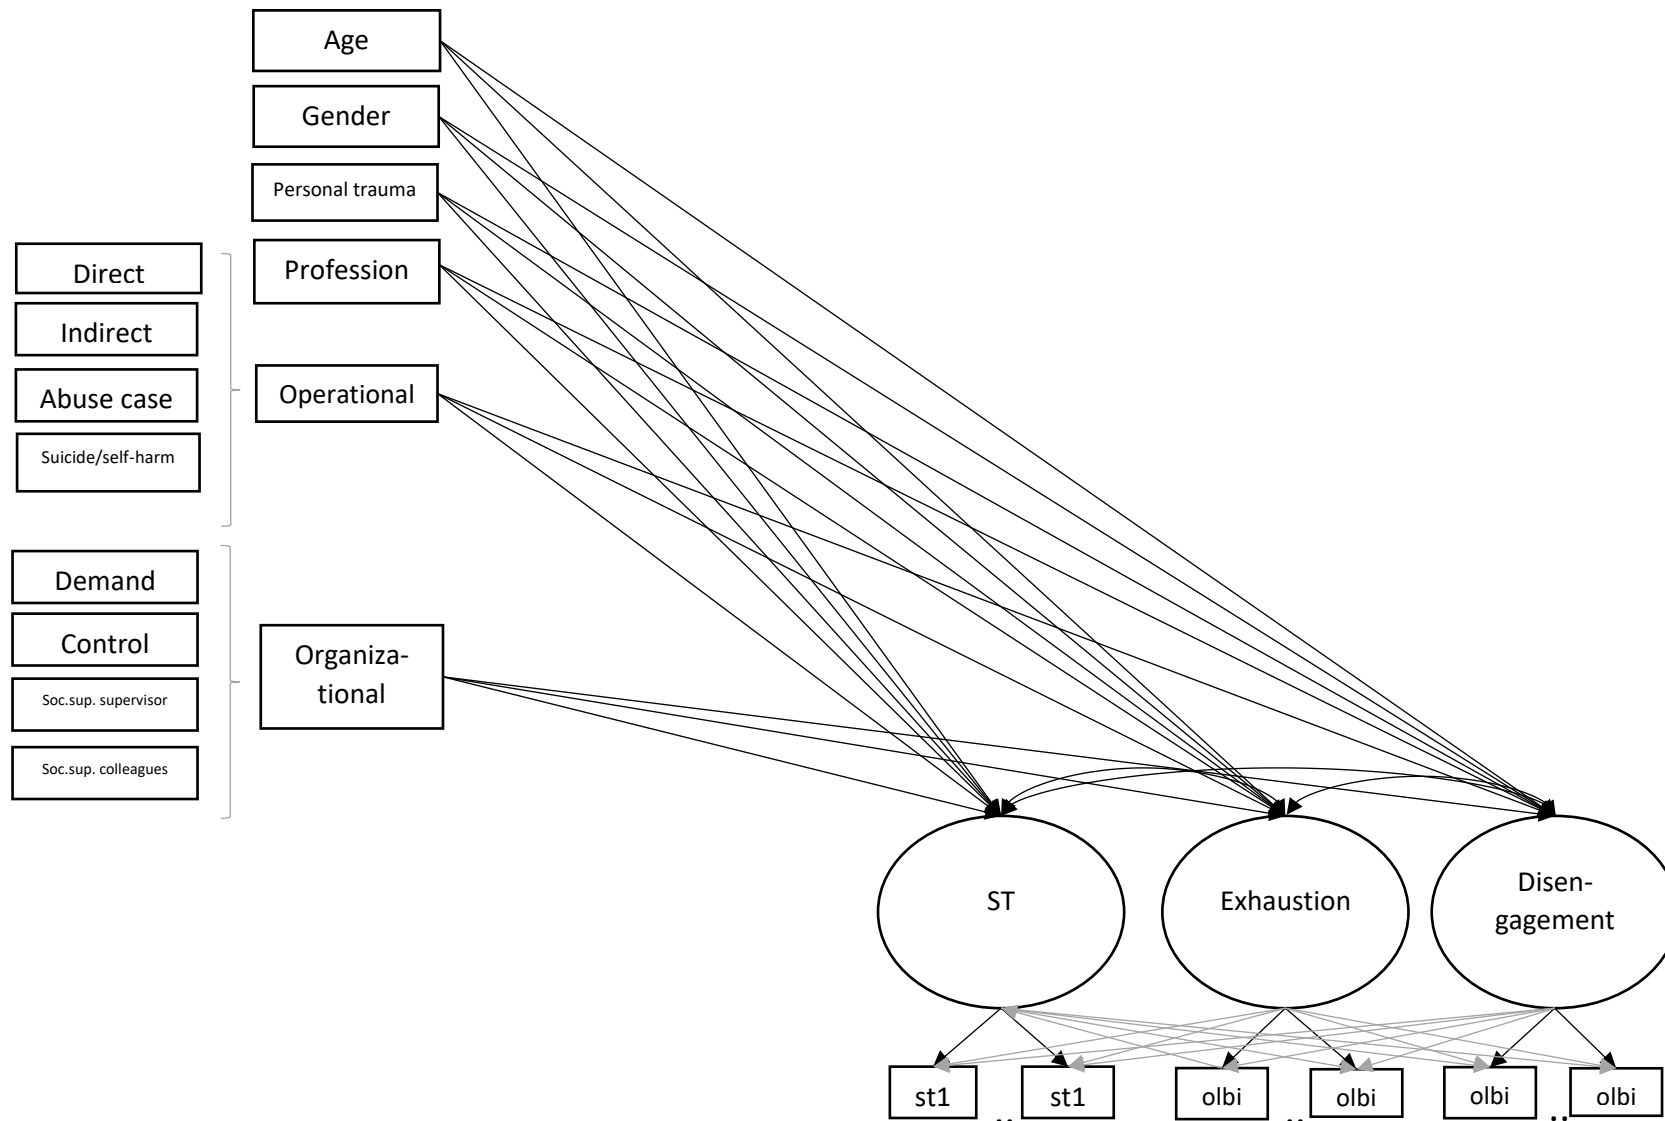 Age
Gender
Personal trauma
Profession
Operational
Direct
Indirect
Abuse case
Suicide/self-harm
Demand
Control
Soc.sup. supervisor
Soc.sup. colleagues
Organiza-
tional
ST
Exhaustion
Disen-
gagement
st1
..
st1
olbi
..
olbi
olbi
..
olbi